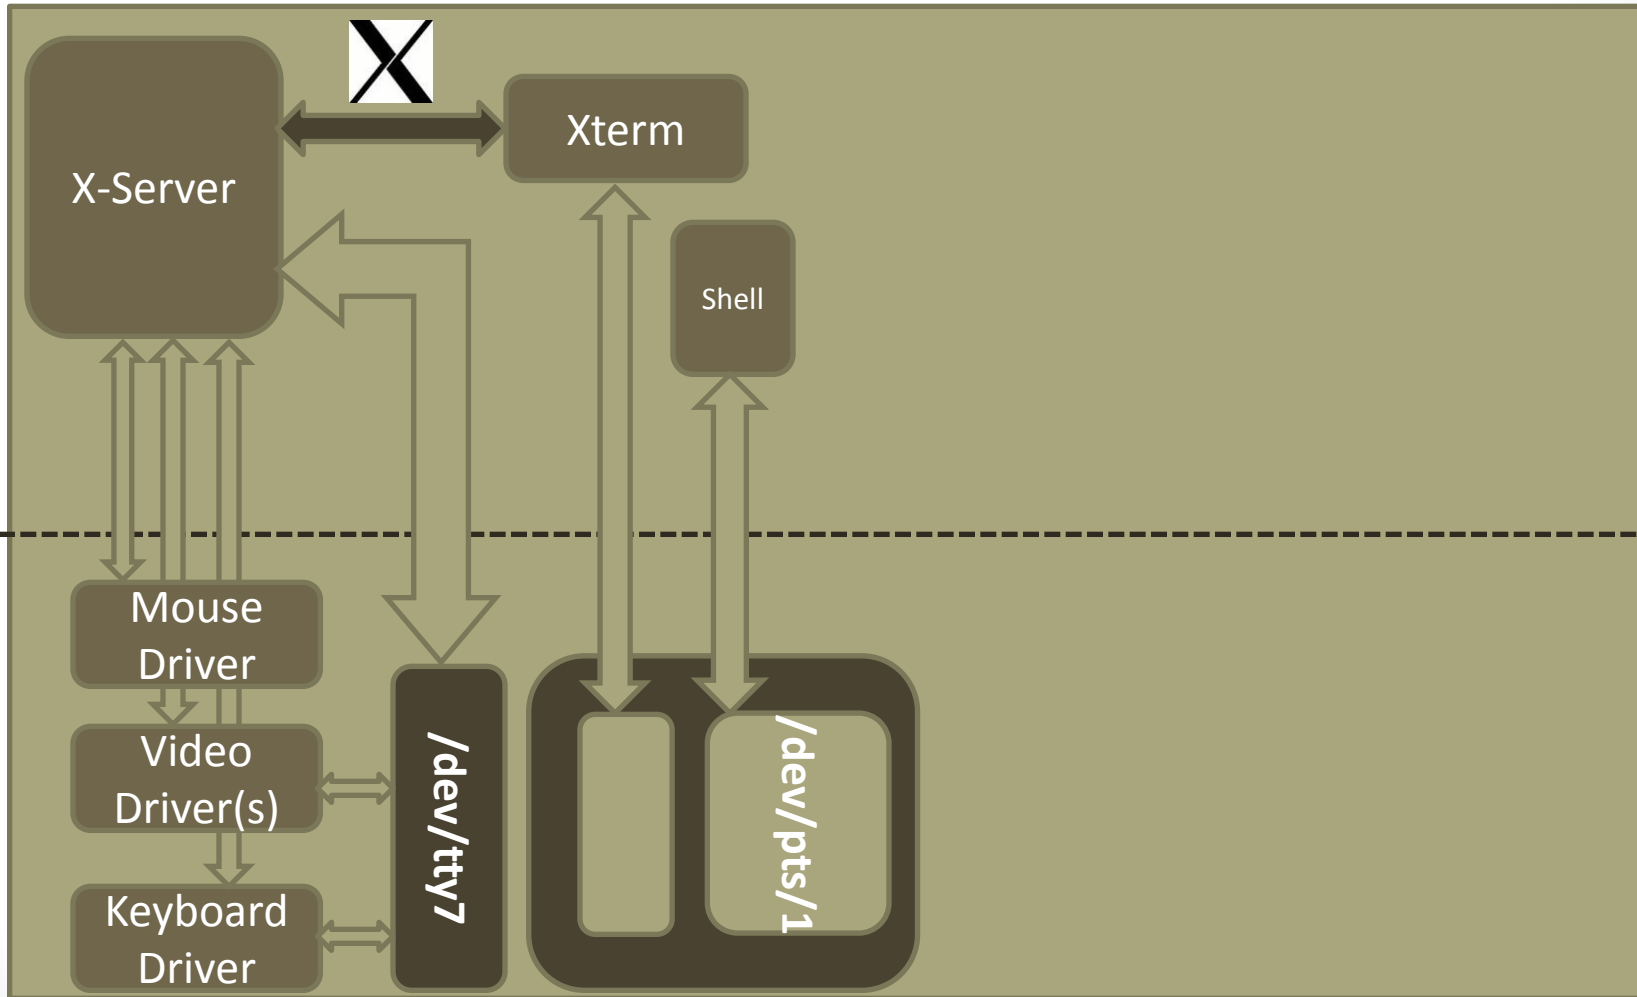 X
X-Server
Xterm
Shell
Mouse
Driver
Video
Driver(s)
Keyboard
Driver
/dev/tty7
/dev/pts/1